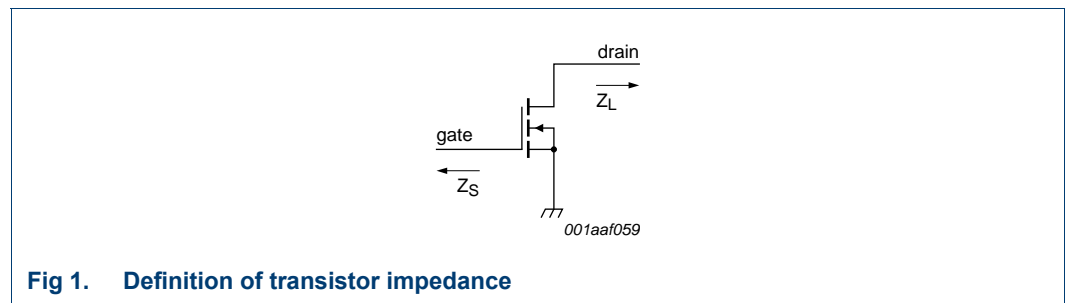 drain
Z_L
gate
Z_S
001aaf059
Fig 1. Definition of transistor impedance